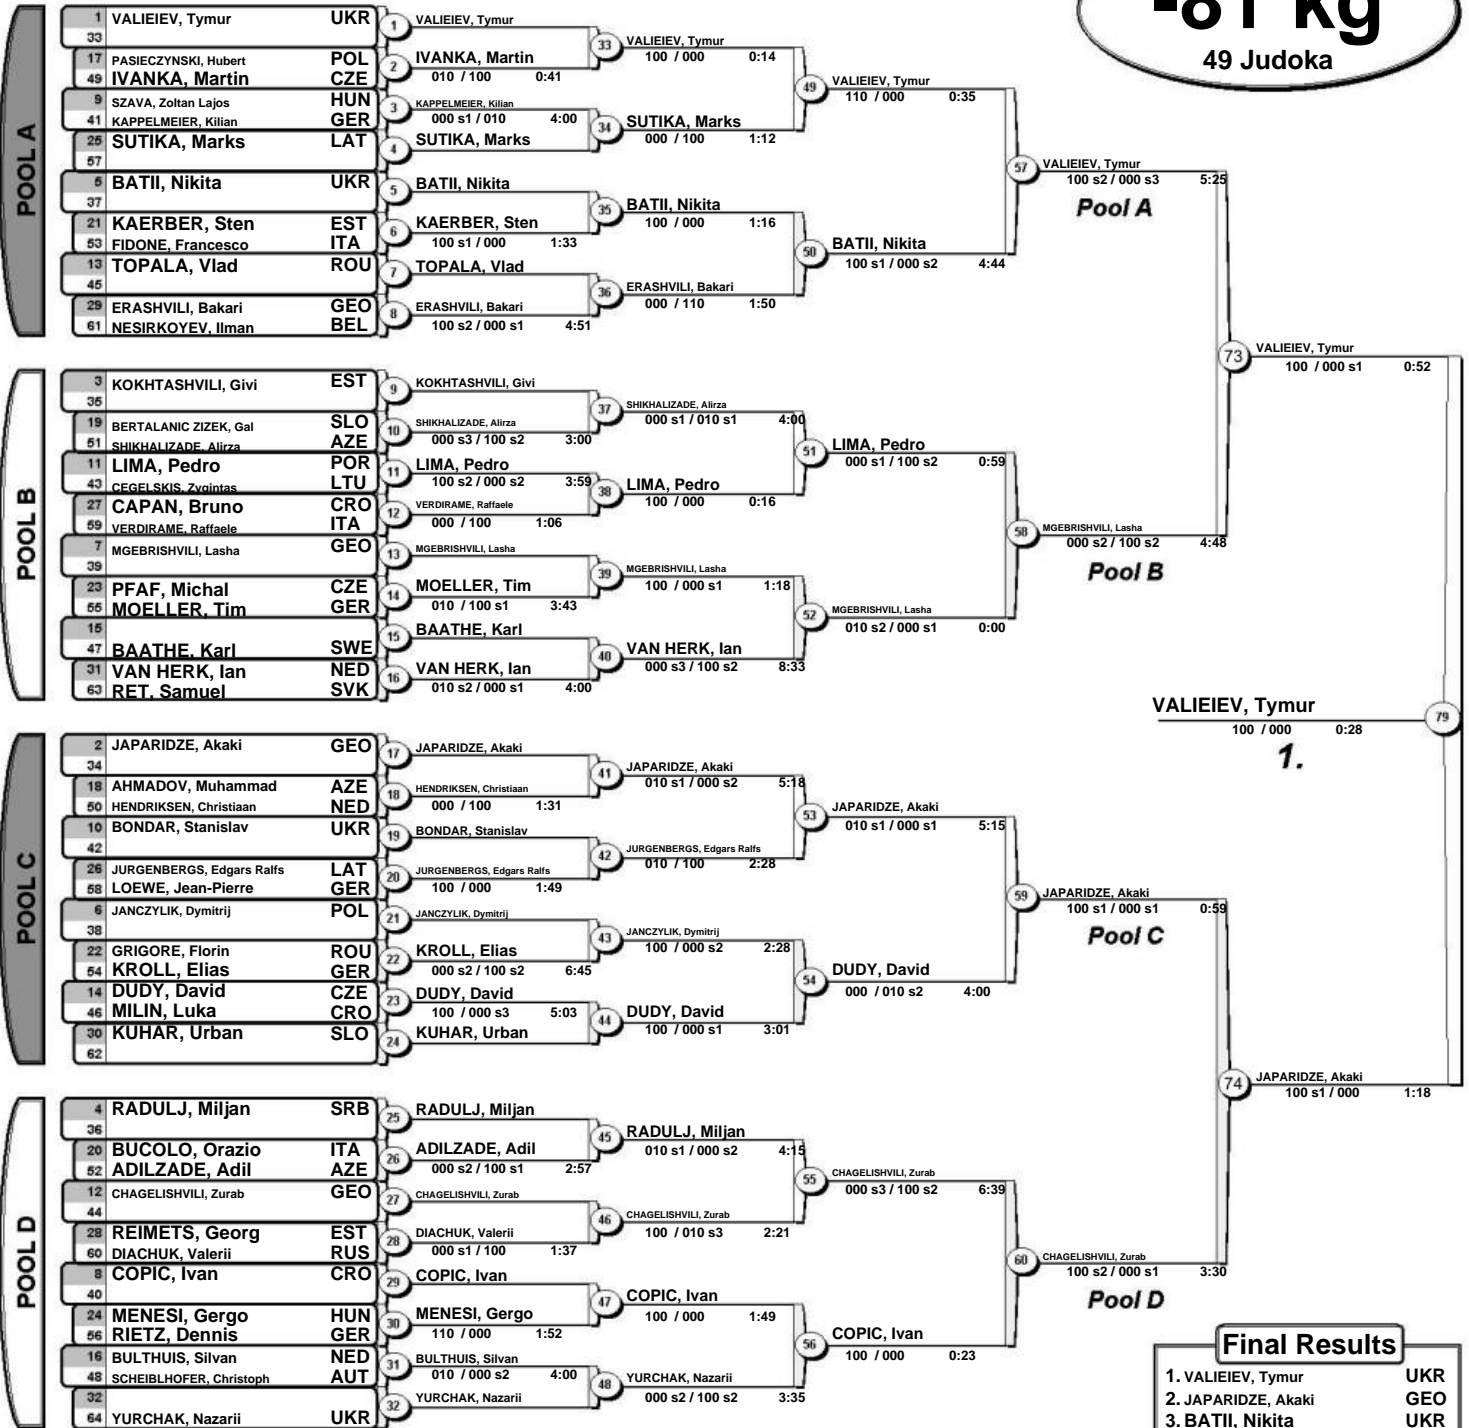 -81 kg
49 Judoka
POOL A
1 VALIEIEV, Tymur UKR
33
17 PASIECZYNSKI, Hubert POL
49 IVANKA, Martin CZE
9 SZAVA, Zoltan Lajos HUN
41 KAPPELMEIER, Kilian GER
25 SUTIKA, Marks LAT
57
5 BATII, Nikita UKR
37
21 KAERBER, Sten EST
53 FIDONE, Francesco ITA
13 TOPALA, Vlad ROU
45
29 ERASHVILI, Bakari GEO
61 NESIRKOYEV, Ilman BEL
1 VALIEIEV, Tymur
2 IVANKA, Martin
010 / 100 0:41
3 KAPPELMEIER, Kilian
000 s1 / 010 4:00
4 SUTIKA, Marks
5 BATII, Nikita
6 KAERBER, Sten
100 s1 / 000 1:33
7 TOPALA, Vlad
8 ERASHVILI, Bakari
100 s2 / 000 s1 4:51
33 VALIEIEV, Tymur
100 / 000 0:14
34 SUTIKA, Marks
000 / 100 1:12
35 BATII, Nikita
100 / 000 1:16
36 ERASHVILI, Bakari
000 / 110 1:50
49 VALIEIEV, Tymur
110 / 000 0:35
50 BATII, Nikita
100 s1 / 000 s2 4:44
57 VALIEIEV, Tymur
100 s2 / 000 s3 5:25
Pool A
POOL B
3 KOKHTASHVILI, Givi EST
35
19 BERTALANIC ZIZEK, Gal SLO
51 SHIKHALIZADE, Alirza AZE
11 LIMA, Pedro POR
43 CEGELSKIS, Zygintas LTU
27 CAPAN, Bruno CRO
59 VERDIRAME, Raffaele ITA
7 MGEBRISHVILI, Lasha GEO
39
23 PFAF, Michal CZE
55 MOELLER, Tim GER
15
47 BAATHE, Karl SWE
31 VAN HERK, Ian NED
63 RET, Samuel SVK
9 KOKHTASHVILI, Givi
10 SHIKHALIZADE, Alirza
000 s3 / 100 s2 3:00
11 LIMA, Pedro
100 s2 / 000 s2 3:59
12 VERDIRAME, Raffaele
000 / 100 1:06
13 MGEBRISHVILI, Lasha
14 MOELLER, Tim
010 / 100 s1 3:43
15 BAATHE, Karl
16 VAN HERK, Ian
010 s2 / 000 s1 4:00
37 SHIKHALIZADE, Alirza
000 s1 / 010 s1 4:00
38 LIMA, Pedro
100 / 000 0:16
39 MGEBRISHVILI, Lasha
100 / 000 s1 1:18
40 VAN HERK, Ian
000 s3 / 100 s2 8:33
51 LIMA, Pedro
000 s1 / 100 s2 0:59
52 MGEBRISHVILI, Lasha
010 s2 / 000 s1 0:00
58 MGEBRISHVILI, Lasha
000 s2 / 100 s2 4:48
Pool B
73 VALIEIEV, Tymur
100 / 000 s1 0:52
VALIEIEV, Tymur 79
100 / 000 0:28
1.
POOL C
2 JAPARIDZE, Akaki GEO
34
18 AHMADOV, Muhammad AZE
50 HENDRIKSEN, Christiaan NED
10 BONDAR, Stanislav UKR
42
26 JURGENBERGS, Edgars Ralfs LAT
58 LOEWE, Jean-Pierre GER
6 JANCZYLIK, Dymitrij POL
38
22 GRIGORE, Florin ROU
54 KROLL, Elias GER
14 DUDY, David CZE
46 MILIN, Luka CRO
30 KUHAR, Urban SLO
62
17 JAPARIDZE, Akaki
18 HENDRIKSEN, Christiaan
000 / 100 1:31
19 BONDAR, Stanislav
20 JURGENBERGS, Edgars Ralfs
100 / 000 1:49
21 JANCZYLIK, Dymitrij
22 KROLL, Elias
000 s2 / 100 s2 6:45
23 DUDY, David
100 / 000 s3 5:03
24 KUHAR, Urban
41 JAPARIDZE, Akaki
010 s1 / 000 s2 5:18
42 JURGENBERGS, Edgars Ralfs
010 / 100 2:28
43 JANCZYLIK, Dymitrij
100 / 000 s2 2:28
44 DUDY, David
100 / 000 s1 3:01
53 JAPARIDZE, Akaki
010 s1 / 000 s1 5:15
54 DUDY, David
000 / 010 s2 4:00
59 JAPARIDZE, Akaki
100 s1 / 000 s1 0:59
Pool C
POOL D
4 RADULJ, Miljan SRB
36
20 BUCOLO, Orazio ITA
52 ADILZADE, Adil AZE
12 CHAGELISHVILI, Zurab GEO
44
28 REIMETS, Georg EST
60 DIACHUK, Valerii RUS
8 COPIC, Ivan CRO
40
24 MENESI, Gergo HUN
56 RIETZ, Dennis GER
16 BULTHUIS, Silvan NED
48 SCHEIBLHOFER, Christoph AUT
32
64 YURCHAK, Nazarii UKR
25 RADULJ, Miljan
26 ADILZADE, Adil
000 s2 / 100 s1 2:57
27 CHAGELISHVILI, Zurab
28 DIACHUK, Valerii
000 s1 / 100 1:37
29 COPIC, Ivan
30 MENESI, Gergo
110 / 000 1:52
31 BULTHUIS, Silvan
010 / 000 s2 4:00
32 YURCHAK, Nazarii
45 RADULJ, Miljan
010 s1 / 000 s2 4:15
46 CHAGELISHVILI, Zurab
100 / 010 s3 2:21
47 COPIC, Ivan
100 / 000 1:49
48 YURCHAK, Nazarii
000 s2 / 100 s2 3:35
55 CHAGELISHVILI, Zurab
000 s3 / 100 s2 6:39
56 COPIC, Ivan
100 / 000 0:23
60 CHAGELISHVILI, Zurab
100 s2 / 000 s1 3:30
Pool D
74 JAPARIDZE, Akaki
100 s1 / 000 1:18
Final Results
1. VALIEIEV, Tymur UKR
2. JAPARIDZE, Akaki GEO
3. BATII, Nikita UKR